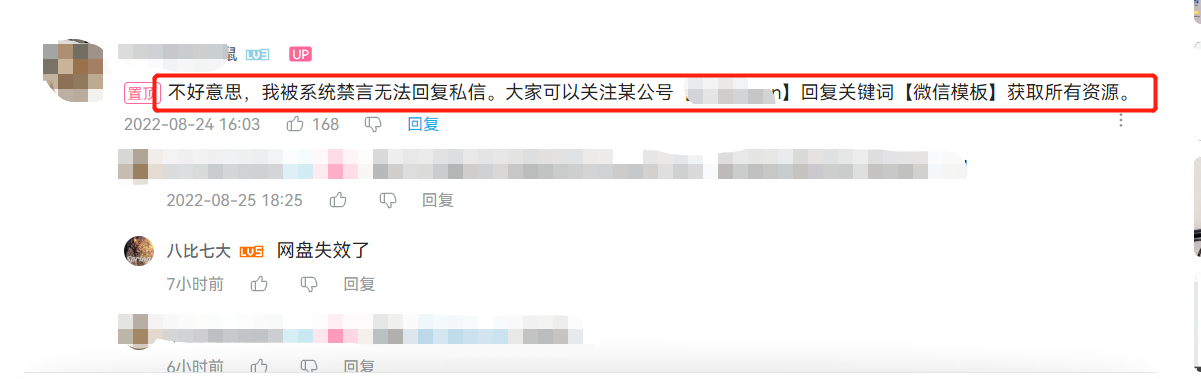 鼠 LV3 UP
置顶 不好意思，我被系统禁言无法回复私信。大家可以关注某公号【 n】回复关键词【微信模板】获取所有资源。
2022-08-24 16:03 168 回复
2022-08-25 18:25 回复
八比七大 LV5 网盘失效了
7小时前 回复
6小时前 回复